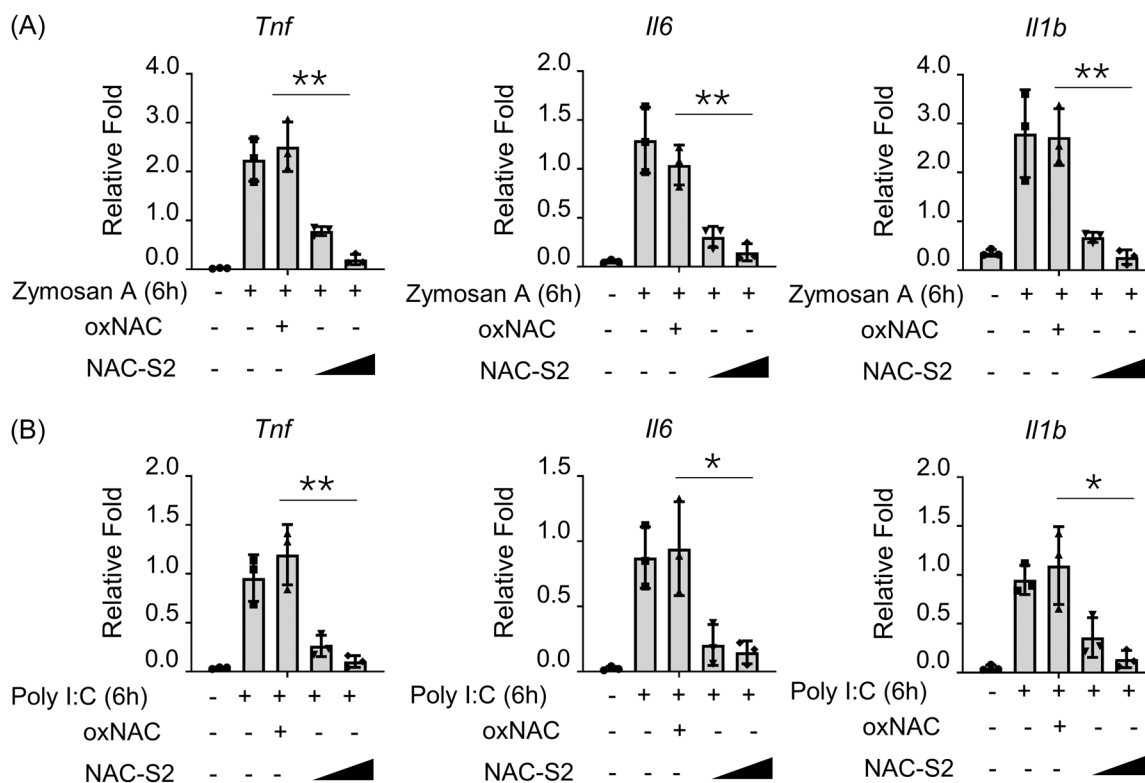 (A)
Tnf
Il6
Il1b
**
**
**
Relative Fold
4.0
3.0
2.0
1.0
0.0
Relative Fold
2.0
1.5
1.0
0.5
0.0
Relative Fold
4.0
3.0
2.0
1.0
0.0
Zymosan A (6h) - + + + +
oxNAC - - + - -
NAC-S2 - - -
Zymosan A (6h) - + + + +
oxNAC - - + - -
NAC-S2 - - -
Zymosan A (6h) - + + + +
oxNAC - - + - -
NAC-S2 - - -
(B)
Tnf
Il6
Il1b
**
*
*
Relative Fold
2.0
1.5
1.0
0.5
0.0
Relative Fold
1.5
1.0
0.5
0.0
Relative Fold
2.0
1.5
1.0
0.5
0.0
Poly I:C (6h) - + + + +
oxNAC - - + - -
NAC-S2 - - -
Poly I:C (6h) - + + + +
oxNAC - - + - -
NAC-S2 - - -
Poly I:C (6h) - + + + +
oxNAC - - + - -
NAC-S2 - - -